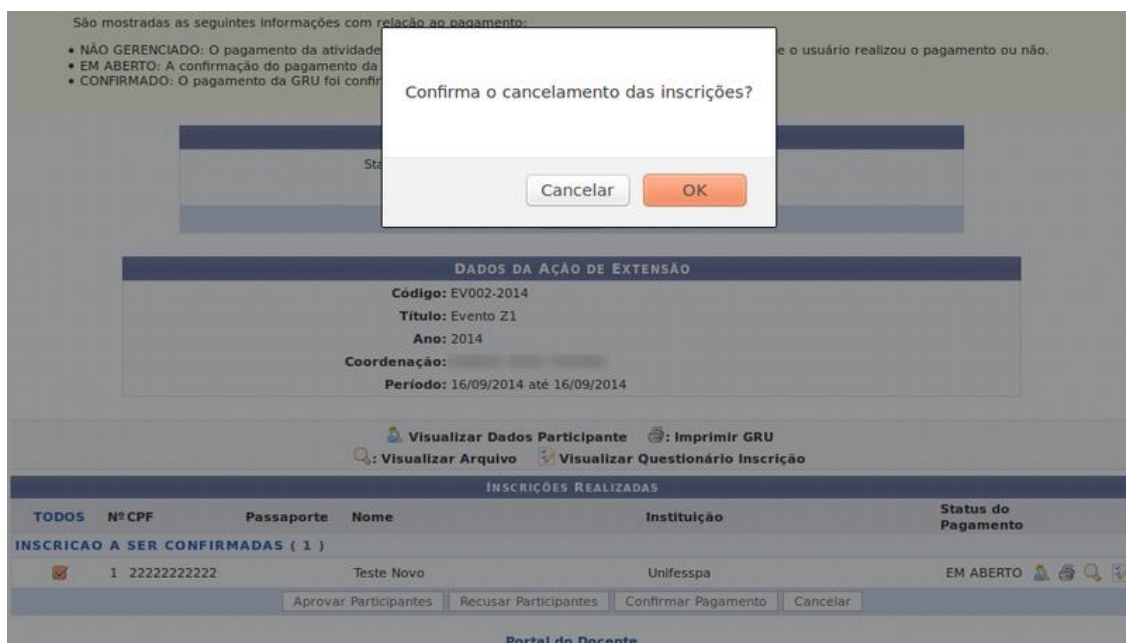 São mostradas as seguintes informações com relação ao pagamento:
• NÃO GERENCIADO: O pagamento da atividade e o usuário realizou o pagamento ou não.
• EM ABERTO: A confirmação do pagamento da
• CONFIRMADO: O pagamento da GRU foi confir
Confirma o cancelamento das inscrições?
Sta
Cancelar OK
DADOS DA AÇÃO DE EXTENSÃO
Código: EV002-2014
Título: Evento Z1
Ano: 2014
Coordenação:
Período: 16/09/2014 até 16/09/2014
Visualizar Dados Participante : Imprimir GRU
: Visualizar Arquivo Visualizar Questionário Inscrição
INSCRIÇÕES REALIZADAS
TODOS Nº CPF Passaporte Nome Instituição Status do Pagamento
INSCRICAO A SER CONFIRMADAS ( 1 )
1 22222222222 Teste Novo Unifesspa EM ABERTO
Aprovar Participantes Recusar Participantes Confirmar Pagamento Cancelar
Portal do Docente